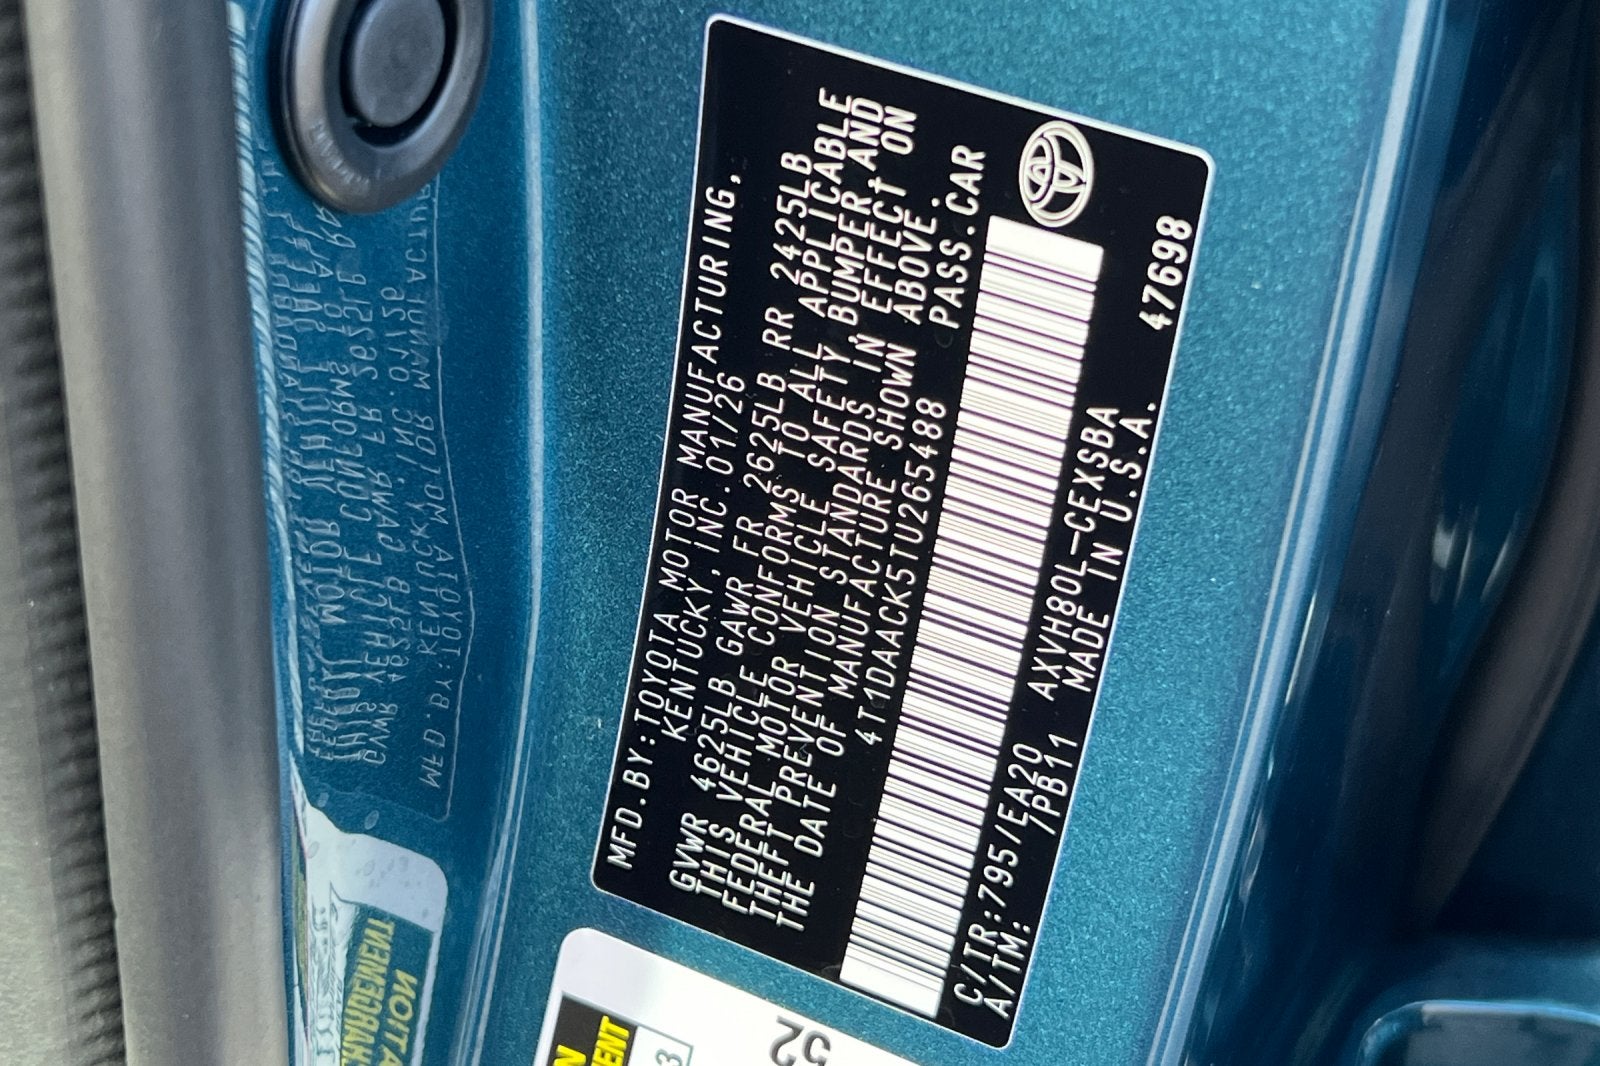 MFD.BY:TOYOTA MOTOR MANUFACTURING,
KENTUCKY, INC. 01/26
GVWR 4625LB GAWR FR 2625LB RR 2425LB
THIS VEHICLE CONFORMS TO ALL APPLICABLE
FEDERAL MOTOR VEHICLE SAFETY, BUMPER, AND
THEFT PREVENTION STANDARDS IN EFFECT ON
THE DATE OF MANUFACTURE SHOWN ABOVE.
4T1DAACK5TU265488 PASS.CAR
C/TR:795/EA20 AXVH80L-CEXSBA
A/TM: /PB11 MADE IN U.S.A. 47698
52
3